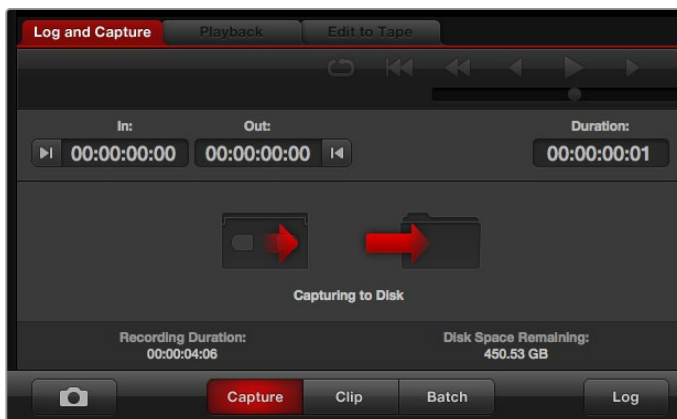 Log and Capture Playback Edit to Tape
In: Out: Duration:
00:00:00:00 00:00:00:00 00:00:00:01
Capturing to Disk
Recording Duration: Disk Space Remaining:
00:00:04:06 450.53 GB
Capture Clip Batch Log